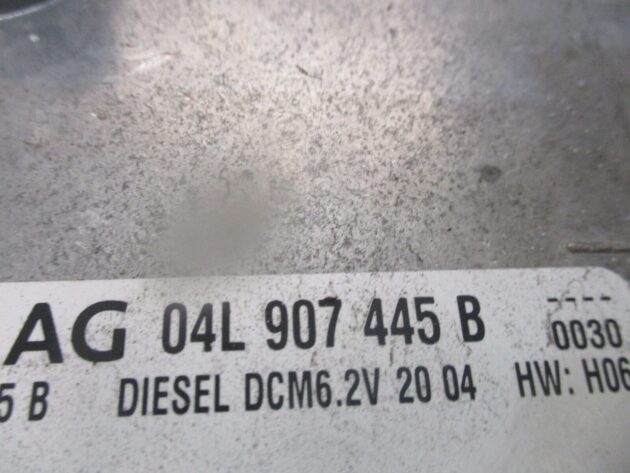 AG 04L 907 445 B ----
0030
5 B DIESEL DCM6.2V 20 04 HW: H06